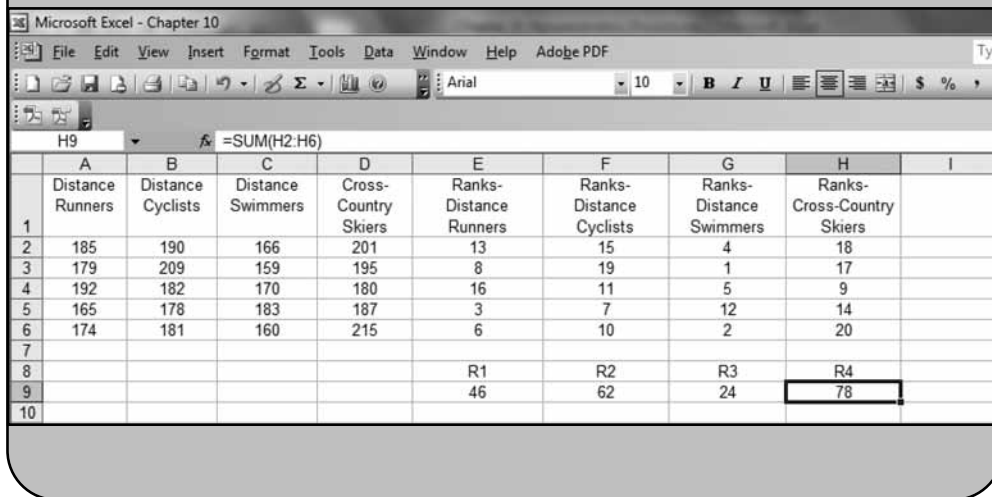 Microsoft Excel - Chapter 10
File Edit View Insert Format Tools Data Window Help Adobe PDF Ty
Arial 10 B I U $ % ,
H9 fx =SUM(H2:H6)
A B C D E F G H I
1 Distance Runners Distance Cyclists Distance Swimmers Cross-Country Skiers Ranks-Distance Runners Ranks-Distance Cyclists Ranks-Distance Swimmers Ranks-Cross-Country Skiers
2 185 190 166 201 13 15 4 18
3 179 209 159 195 8 19 1 17
4 192 182 170 180 16 11 5 9
5 165 178 183 187 3 7 12 14
6 174 181 160 215 6 10 2 20
7
8 R1 R2 R3 R4
9 46 62 24 78
10